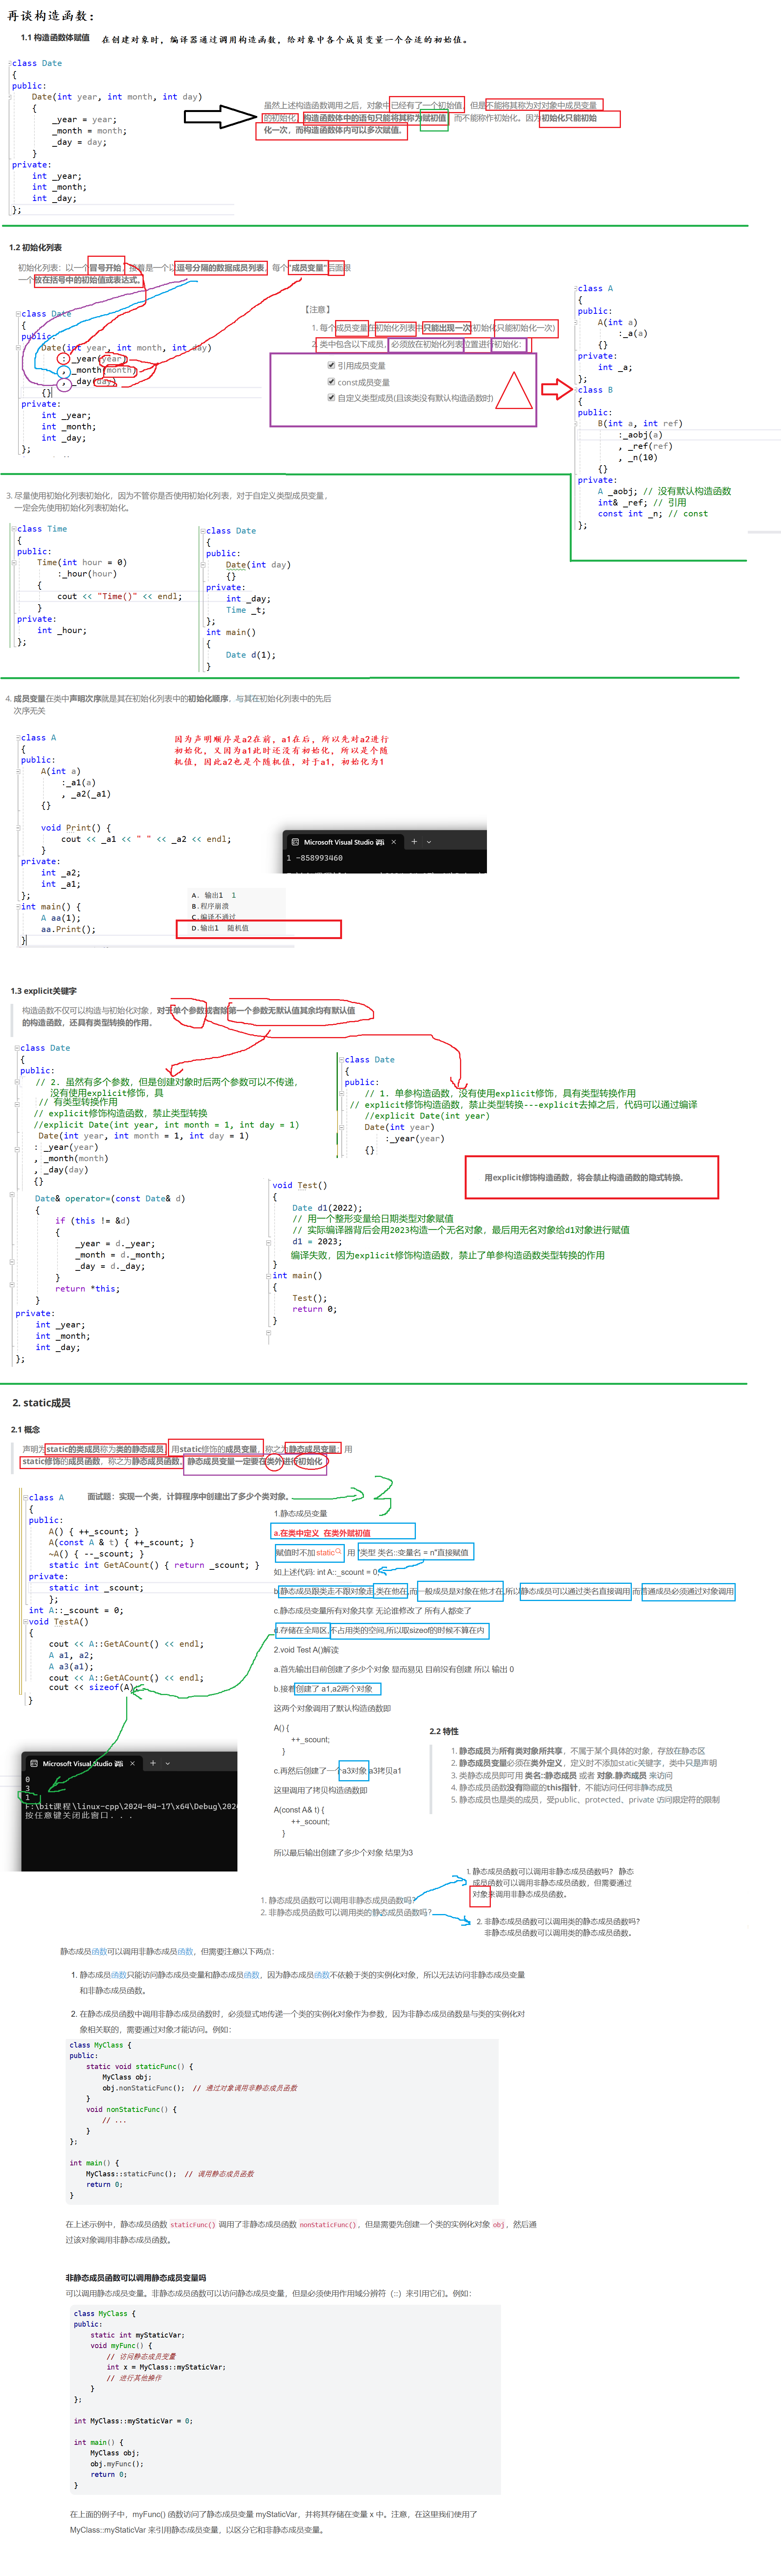 再谈构造函数：
1.1 构造函数体赋值
在创建对象时，编译器通过调用构造函数，给对象中各个成员变量一个合适的初始值。
class Date
{
public:
Date(int year, int month, int day)
{
_year = year;
_month = month;
_day = day;
}
private:
int _year;
int _month;
int _day;
};
虽然上述构造函数调用之后，对象中已经有了一个初始值，但是不能将其称为对对象中成员变量
的初始化，构造函数体中的语句只能将其称为赋初值，而不能称作初始化。因为初始化只能初始
化一次，而构造函数体内可以多次赋值。
1.2 初始化列表
初始化列表：以一个冒号开始，接着是一个以逗号分隔的数据成员列表，每个"成员变量"后面跟
一个放在括号中的初始值或表达式。
class Date
{
public:
Date(int year, int month, int day)
: _year(year)
, _month(month)
, _day(day)
{}
private:
int _year;
int _month;
int _day;
};
【注意】
1. 每个成员变量在初始化列表中只能出现一次(初始化只能初始化一次)
2. 类中包含以下成员，必须放在初始化列表位置进行初始化：
引用成员变量
const成员变量
自定义类型成员(且该类没有默认构造函数时)
class A
{
public:
A(int a)
:_a(a)
{}
private:
int _a;
};
class B
{
public:
B(int a, int ref)
:_aobj(a)
, _ref(ref)
, _n(10)
{}
private:
A _aobj; // 没有默认构造函数
int& _ref; // 引用
const int _n; // const
};
3. 尽量使用初始化列表初始化，因为不管你是否使用初始化列表，对于自定义类型成员变量，
一定会先使用初始化列表初始化。
class Time
{
public:
Time(int hour = 0)
:_hour(hour)
{
cout << "Time()" << endl;
}
private:
int _hour;
};
class Date
{
public:
Date(int day)
{}
private:
int _day;
Time _t;
};
int main()
{
Date d(1);
}
4. 成员变量在类中声明次序就是其在初始化列表中的初始化顺序，与其在初始化列表中的先后
次序无关
class A
{
public:
A(int a)
:_a1(a)
, _a2(_a1)
{}
void Print() {
cout << _a1 << " " << _a2 << endl;
}
private:
int _a2;
int _a1;
};
int main() {
A aa(1);
aa.Print();
}
因为声明顺序是a2在前，a1在后，所以先对a2进行
初始化，又因为a1此时还没有初始化，所以是个随
机值，因此a2也是个随机值，对于a1，初始化为1
Microsoft Visual Studio 调试
1 -858993460
A. 输出1 1
B.程序崩溃
C.编译不通过
D.输出1 随机值
1.3 explicit关键字
构造函数不仅可以构造与初始化对象，对于单个参数或者除第一个参数无默认值其余均有默认值
的构造函数，还具有类型转换的作用。
class Date
{
public:
// 2. 虽然有多个参数，但是创建对象时后两个参数可以不传递，
没有使用explicit修饰，具
// 有类型转换作用
// explicit修饰构造函数，禁止类型转换
//explicit Date(int year, int month = 1, int day = 1)
Date(int year, int month = 1, int day = 1)
: _year(year)
, _month(month)
, _day(day)
{}
Date& operator=(const Date& d)
{
if (this != &d)
{
_year = d._year;
_month = d._month;
_day = d._day;
}
return *this;
}
private:
int _year;
int _month;
int _day;
};
class Date
{
public:
// 1. 单参构造函数，没有使用explicit修饰，具有类型转换作用
// explicit修饰构造函数，禁止类型转换---explicit去掉之后，代码可以通过编译
//explicit Date(int year)
Date(int year)
:_year(year)
{}
用explicit修饰构造函数，将会禁止构造函数的隐式转换。
void Test()
{
Date d1(2022);
// 用一个整形变量给日期类型对象赋值
// 实际编译器背后会用2023构造一个无名对象，最后用无名对象给d1对象进行赋值
d1 = 2023;
编译失败，因为explicit修饰构造函数，禁止了单参构造函数类型转换的作用
}
int main()
{
Test();
return 0;
}
2. static成员
2.1 概念
声明为static的类成员称为类的静态成员，用static修饰的成员变量，称之为静态成员变量；用
static修饰的成员函数，称之为静态成员函数。静态成员变量一定要在类外进行初始化
面试题：实现一个类，计算程序中创建出了多少个类对象。
class A
{
public:
A() { ++_scount; }
A(const A & t) { ++_scount; }
~A() { --_scount; }
static int GetACount() { return _scount; }
private:
static int _scount;
};
int A::_scount = 0;
void TestA()
{
cout << A::GetACount() << endl;
A a1, a2;
A a3(a1);
cout << A::GetACount() << endl;
cout << sizeof(A);
}
Microsoft Visual Studio 调试
0
3
1
:\bit课程\linux-cpp\2024-04-17\x64\Debug\202
按任意键关闭此窗口. . .
1.静态成员变量
a.在类中定义 在类外赋初值
赋值时不加 static 用 "类型 类名::变量名 = n"直接赋值
如上述代码: int A::_scount = 0;
b.静态成员跟类走不跟对象走,类在他在,而一般成员是对象在他才在,所以静态成员可以通过类名直接调用,而普通成员必须通过对象调用
c.静态成员变量所有对象共享 无论谁修改了 所有人都变了
d.存储在全局区,不占用类的空间,所以取sizeof的时候不算在内
2.void Test A()解读
a.首先输出目前创建了多少个对象 显而易见 目前没有创建 所以 输出 0
b.接着创建了 a1,a2两个对象
这两个对象调用了默认构造函数即
A() {
++_scount;
}
c.再然后创建了一个a3对象 a3拷贝a1
这里调用了拷贝构造函数即
A(const A& t) {
++_scount;
}
所以最后输出创建了多少个对象 结果为3
2.2 特性
1. 静态成员为所有类对象所共享，不属于某个具体的对象，存放在静态区
2. 静态成员变量必须在类外定义，定义时不添加static关键字，类中只是声明
3. 类静态成员即可用 类名::静态成员 或者 对象.静态成员 来访问
4. 静态成员函数没有隐藏的this指针，不能访问任何非静态成员
5. 静态成员也是类的成员，受public、protected、private 访问限定符的限制
1. 静态成员函数可以调用非静态成员函数吗？
2. 非静态成员函数可以调用类的静态成员函数吗？
1. 静态成员函数可以调用非静态成员函数吗？ 静态
成员函数可以调用非静态成员函数，但需要通过
对象来调用非静态成员函数。
2. 非静态成员函数可以调用类的静态成员函数吗？
非静态成员函数可以调用类的静态成员函数。
静态成员函数可以调用非静态成员函数，但需要注意以下两点：
1. 静态成员函数只能访问静态成员变量和静态成员函数，因为静态成员函数不依赖于类的实例化对象，所以无法访问非静态成员变量
和非静态成员函数。
2. 在静态成员函数中调用非静态成员函数时，必须显式地传递一个类的实例化对象作为参数，因为非静态成员函数是与类的实例化对
象相关联的，需要通过对象才能访问。例如：
class MyClass {
public:
static void staticFunc() {
MyClass obj;
obj.nonStaticFunc(); // 通过对象调用非静态成员函数
}
void nonStaticFunc() {
// ...
}
};
int main() {
MyClass::staticFunc(); // 调用静态成员函数
return 0;
}
在上述示例中，静态成员函数 staticFunc() 调用了非静态成员函数 nonStaticFunc()，但是需要先创建一个类的实例化对象 obj，然后通
过该对象调用非静态成员函数。
非静态成员函数可以调用静态成员变量吗
可以调用静态成员变量。非静态成员函数可以访问静态成员变量，但是必须使用作用域分辨符（::）来引用它们。例如：
class MyClass {
public:
static int myStaticVar;
void myFunc() {
// 访问静态成员变量
int x = MyClass::myStaticVar;
// 进行其他操作
}
};
int MyClass::myStaticVar = 0;
int main() {
MyClass obj;
obj.myFunc();
return 0;
}
在上面的例子中，myFunc() 函数访问了静态成员变量 myStaticVar，并将其存储在变量 x 中。注意，在这里我们使用了
MyClass::myStaticVar 来引用静态成员变量，以区分它和非静态成员变量。